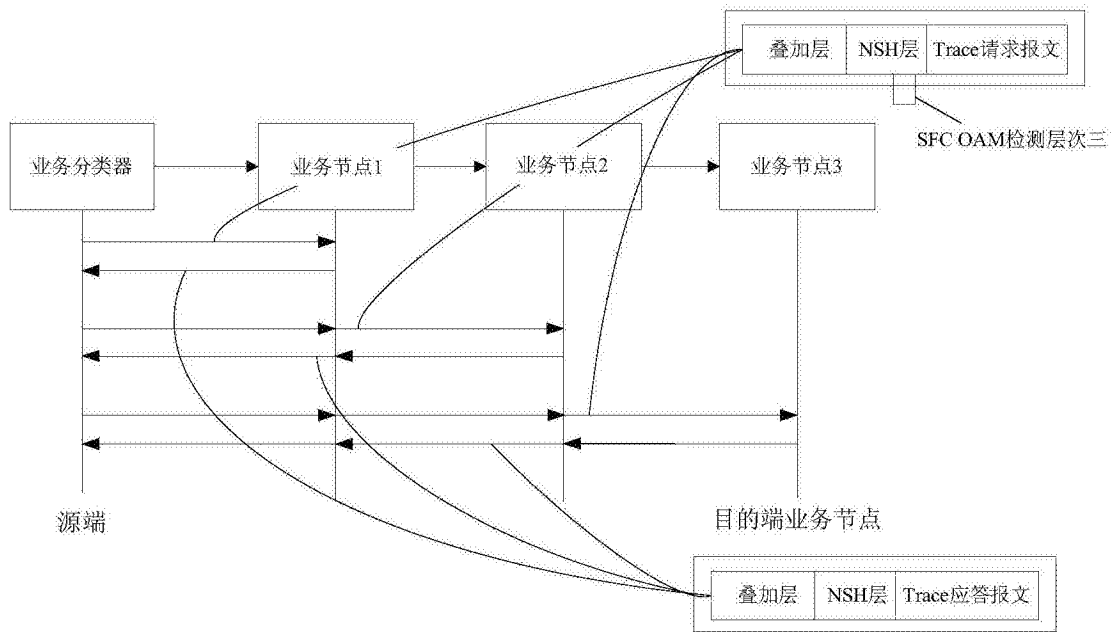 叠加层 NSH层 Trace请求报文
SFC OAM检测层次三
业务分类器 业务节点1 业务节点2 业务节点3
源端 目的端业务节点
叠加层 NSH层 Trace应答报文